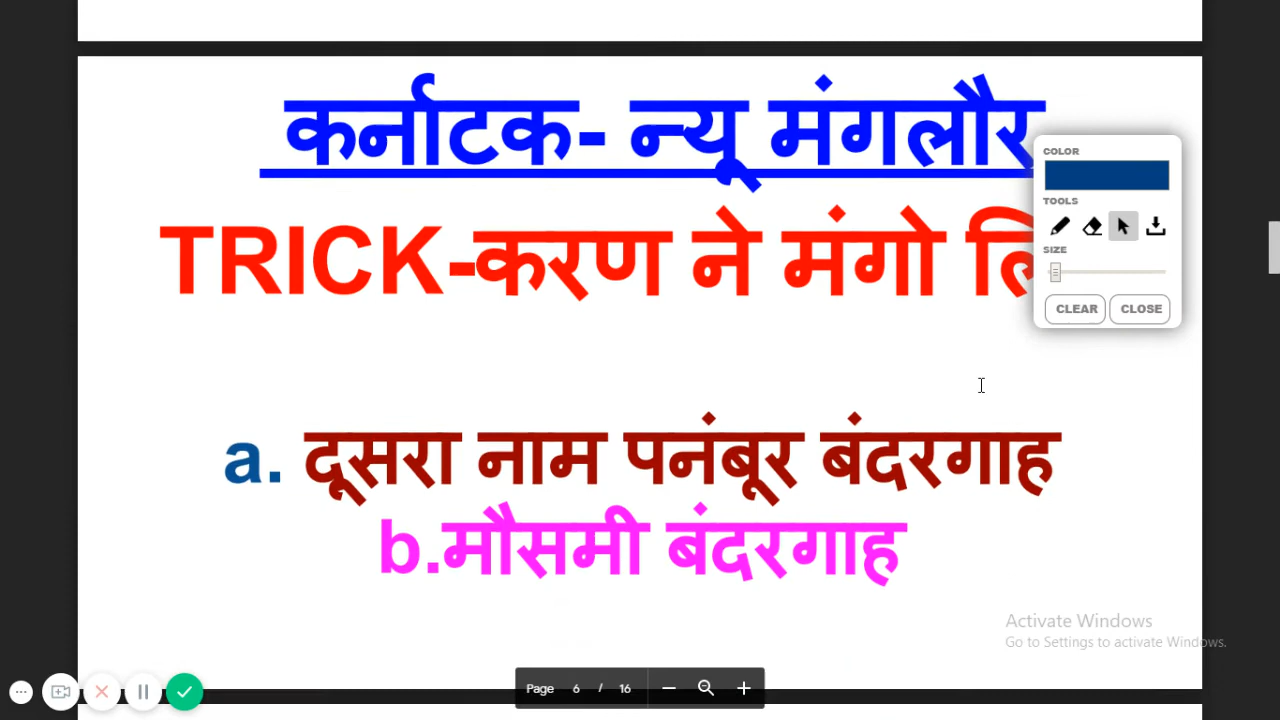 कर्नाटक- न्यू मंगलौर
TRICK-करण ने मंगो
COLOR
TOOLS
SIZE
CLEAR CLOSE
a. दूसरा नाम पनंबूर बंदरगाह
b.मौसमी बंदरगाह
Activate Windows
Go to Settings to activate Windows.
Page 6 / 16